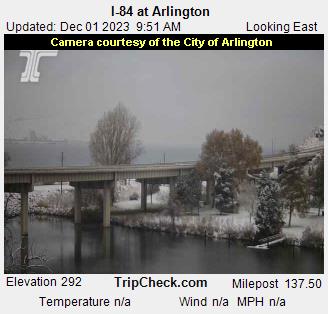 I-84 at Arlington
Updated: Dec 01 2023 9:51 AM Looking East
Camera courtesy of the City of Arlington
Elevation 292 TripCheck.com Milepost 137.50
Temperature n/a Wind n/a MPH n/a